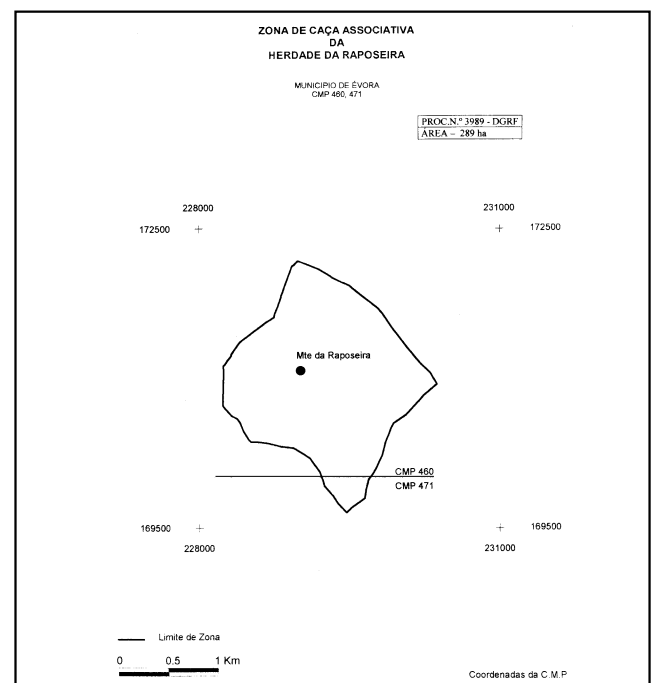 ZONA DE CAÇA ASSOCIATIVA
DA
HERDADE DA RAPOSEIRA
MUNICIPIO DE ÉVORA
CMP 460, 471
PROC.N.º 3989 - DGRF
ÁREA – 289 ha
228000
231000
172500
172500
Mte da Raposeira
CMP 460
CMP 471
169500
169500
228000
231000
Limite de Zona
0 0.5 1 Km
Coordenadas da C.M.P